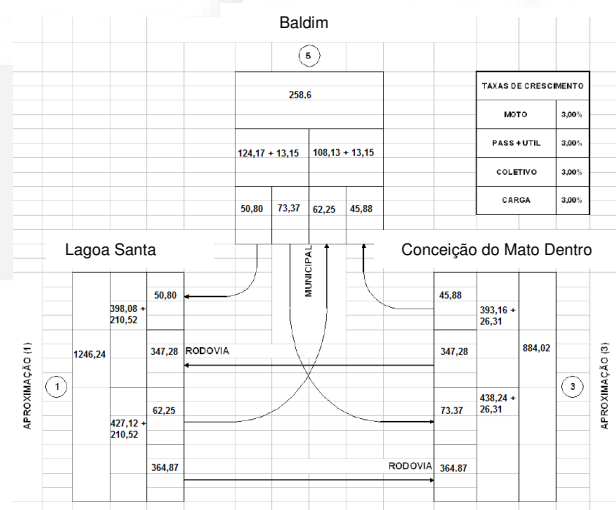 Baldim
5
258,6
124,17 + 13,15
108,13 + 13,15
50,80
73,37
62,25
45,88
TAXAS DE CRESCIMENTO
MOTO
3,00%
PASS + UTIL
3,00%
COLETIVO
3,00%
CARGA
3,00%
Lagoa Santa
Conceição do Mato Dentro
MUNICIPAL
APROXIMAÇÃO (1)
1
1246,24
398,08 +
210,52
427,12 +
210,52
50,80
347,28
62,25
364,87
RODOVIA
RODOVIA
45,88
347,28
73.37
364.87
393,16 +
26,31
438,24 +
26,31
884,02
3
APROXIMAÇÃO (3)